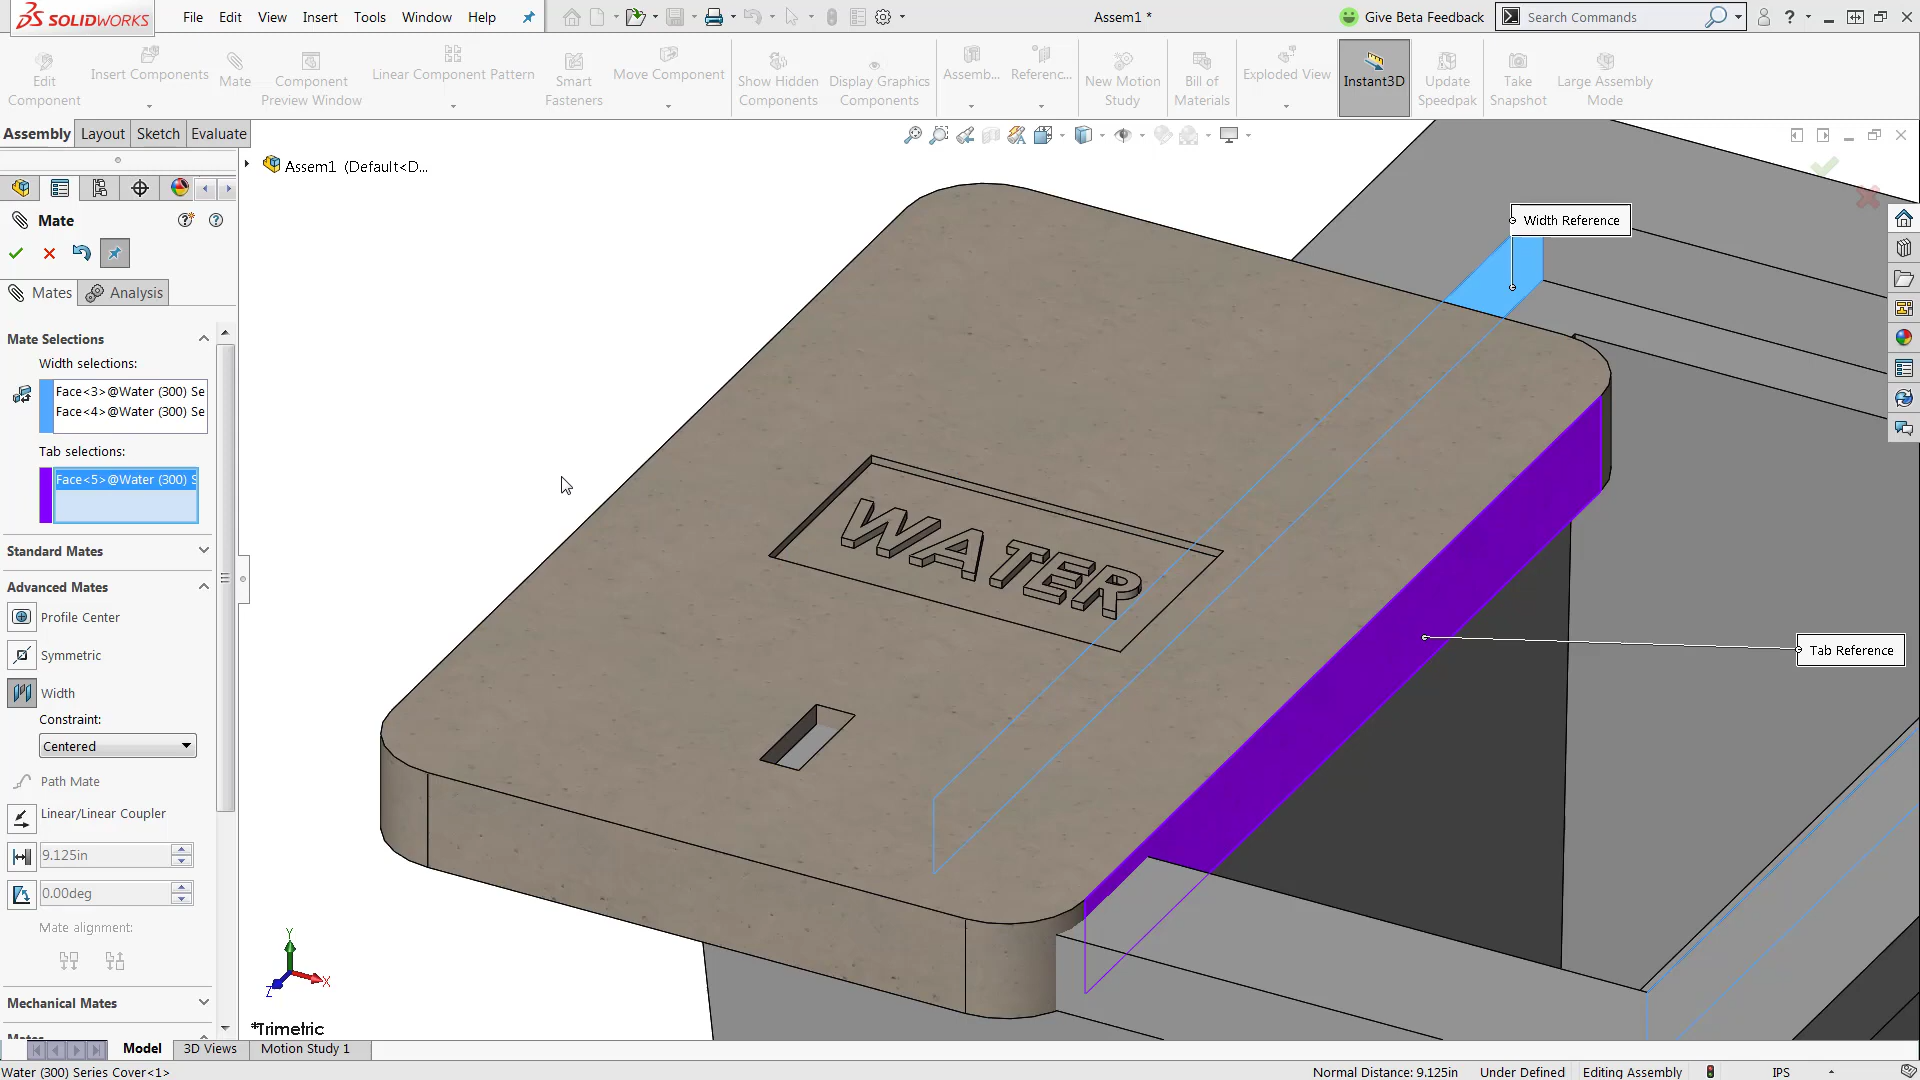 SOLIDWORKS
File Edit View Insert Tools Window Help
Assem1 *
Give Beta Feedback
Search Commands
Edit Component
Insert Components
Mate
Component Preview Window
Linear Component Pattern
Smart Fasteners
Move Component
Show Hidden Components
Display Graphics Components
Assemb...
Referenc...
New Motion Study
Bill of Materials
Exploded View
Instant3D
Update Speedpak
Take Snapshot
Large Assembly Mode
Assembly Layout Sketch Evaluate
Assem1 (Default<D...
Mate
Mates Analysis
Mate Selections
Width selections:
Face<3>@Water (300) Se
Face<4>@Water (300) Se
Tab selections:
Face<5>@Water (300) S
Standard Mates
Advanced Mates
Profile Center
Symmetric
Width
Constraint:
Centered
Path Mate
Linear/Linear Coupler
9.125in
0.00deg
Mate alignment:
Mechanical Mates
Width Reference
Tab Reference
WATER
Y
X
Z
*Trimetric
Model 3D Views Motion Study 1
Water (300) Series Cover<1>
Normal Distance: 9.125in Under Defined Editing Assembly IPS